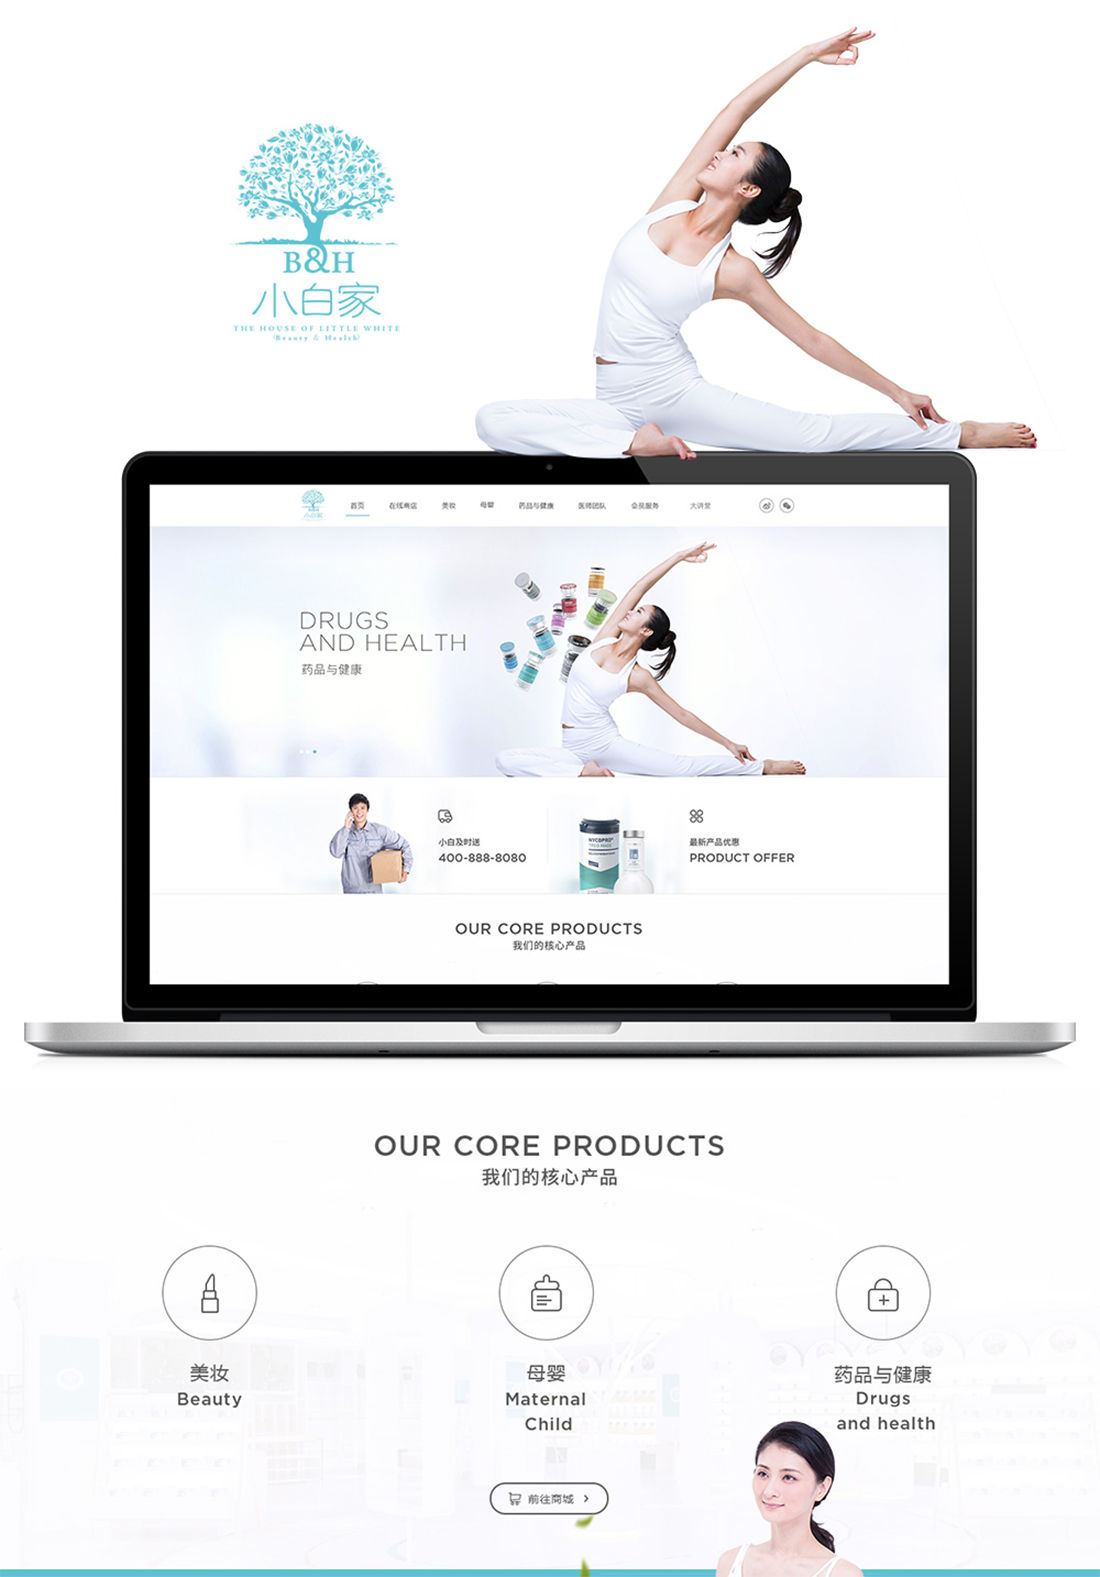 B&H
小白家
THE HOUSE OF LITTLE WHITE
(Beauty & Health)
小白家
首页 在线商店 美妆 母婴 药品与健康 医师团队 会员服务 大讲堂
DRUGS
AND HEALTH
药品与健康
小白及时送
400-888-8080
最新产品优惠
PRODUCT OFFER
OUR CORE PRODUCTS
我们的核心产品
OUR CORE PRODUCTS
我们的核心产品
美妆
Beauty
母婴
Maternal
Child
药品与健康
Drugs
and health
前往商城